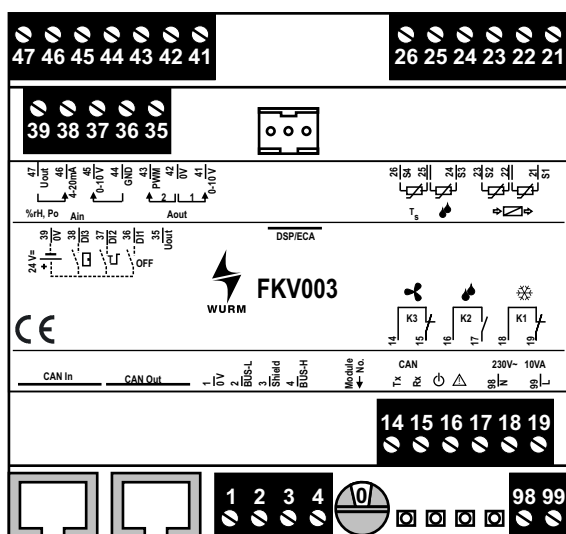 47 46 45 44 43 42 41
26 25 24 23 22 21
39 38 37 36 35
47 Uout 46 4-20mA 45 0-10 V 44 GND 43 PWM 42 0V 41 0-10 V
26 S4 25 24 S3 23 S2 22 21 S1
2 1
%rH, Po Ain Aout
Ts
39 0V 38 DI3 37 DI2 36 DI1 35 Uout
24 V= + OFF
DSP/ECA
WURM
FKV003
K3 K2 K1
14 15 16 17 18 19
CE
CAN In CAN Out
1 0 V 2 BUS-L 3 Shield 4 BUS-H
Module No.
CAN
Tx Rx
230V~ 10VA
98 N 99 L
14 15 16 17 18 19
1 2 3 4
0
98 99